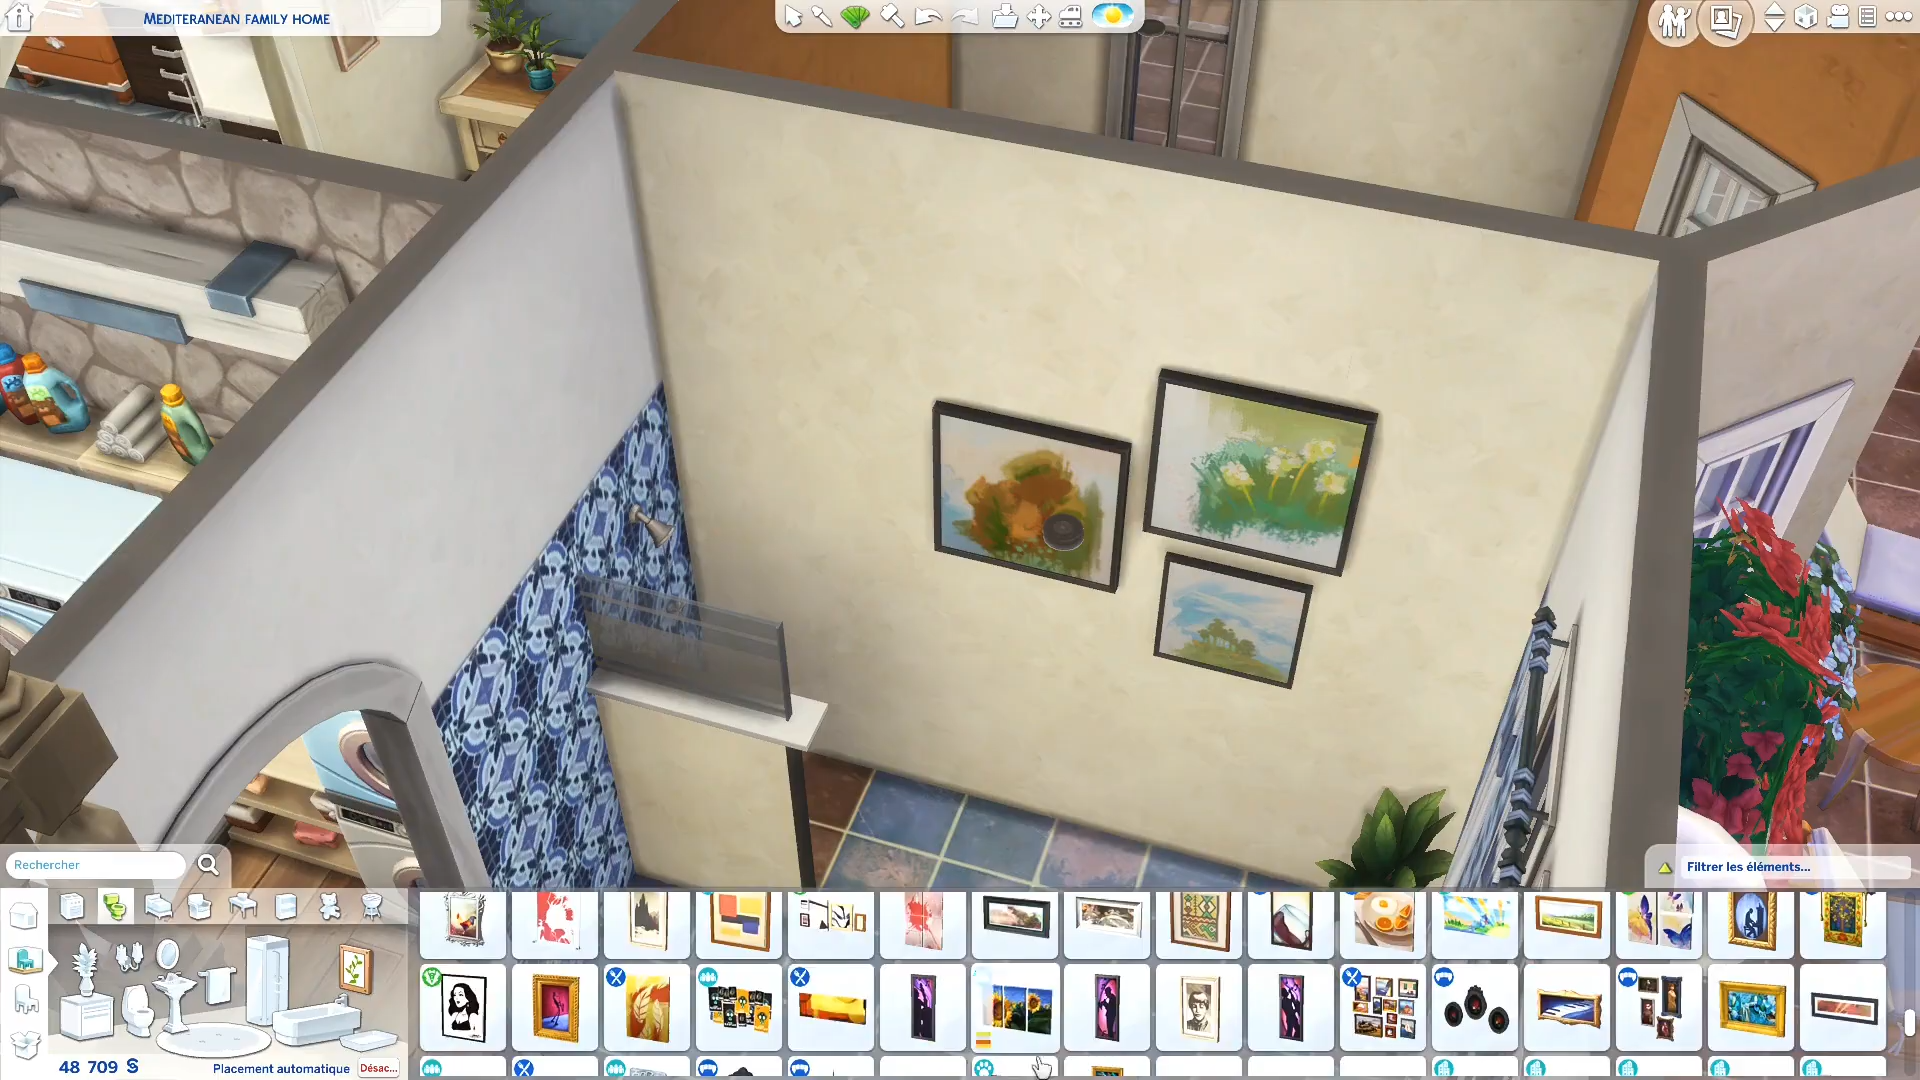 MEDITERANEAN FAMILY HOME
Rechercher
Filtrer les éléments...
48 709 S
Placement automatique
Désac...